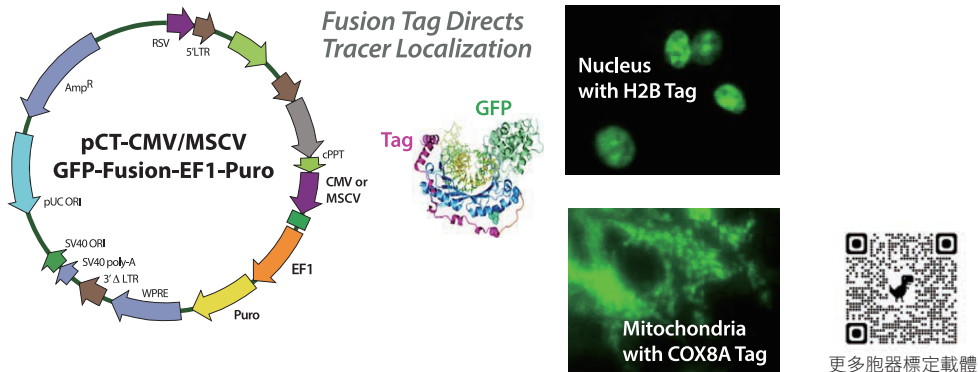 Fusion Tag Directs
Tracer Localization
RSV
5'LTR
AmpR
cPPT
pCT-CMV/MSCV
GFP-Fusion-EF1-Puro
CMV or
MSCV
pUC ORI
SV40 ORI
SV40 poly-A
3' Δ LTR
WPRE
Puro
EF1
GFP
Tag
Nucleus
with H2B Tag
Mitochondria
with COX8A Tag
更多胞器標定載體